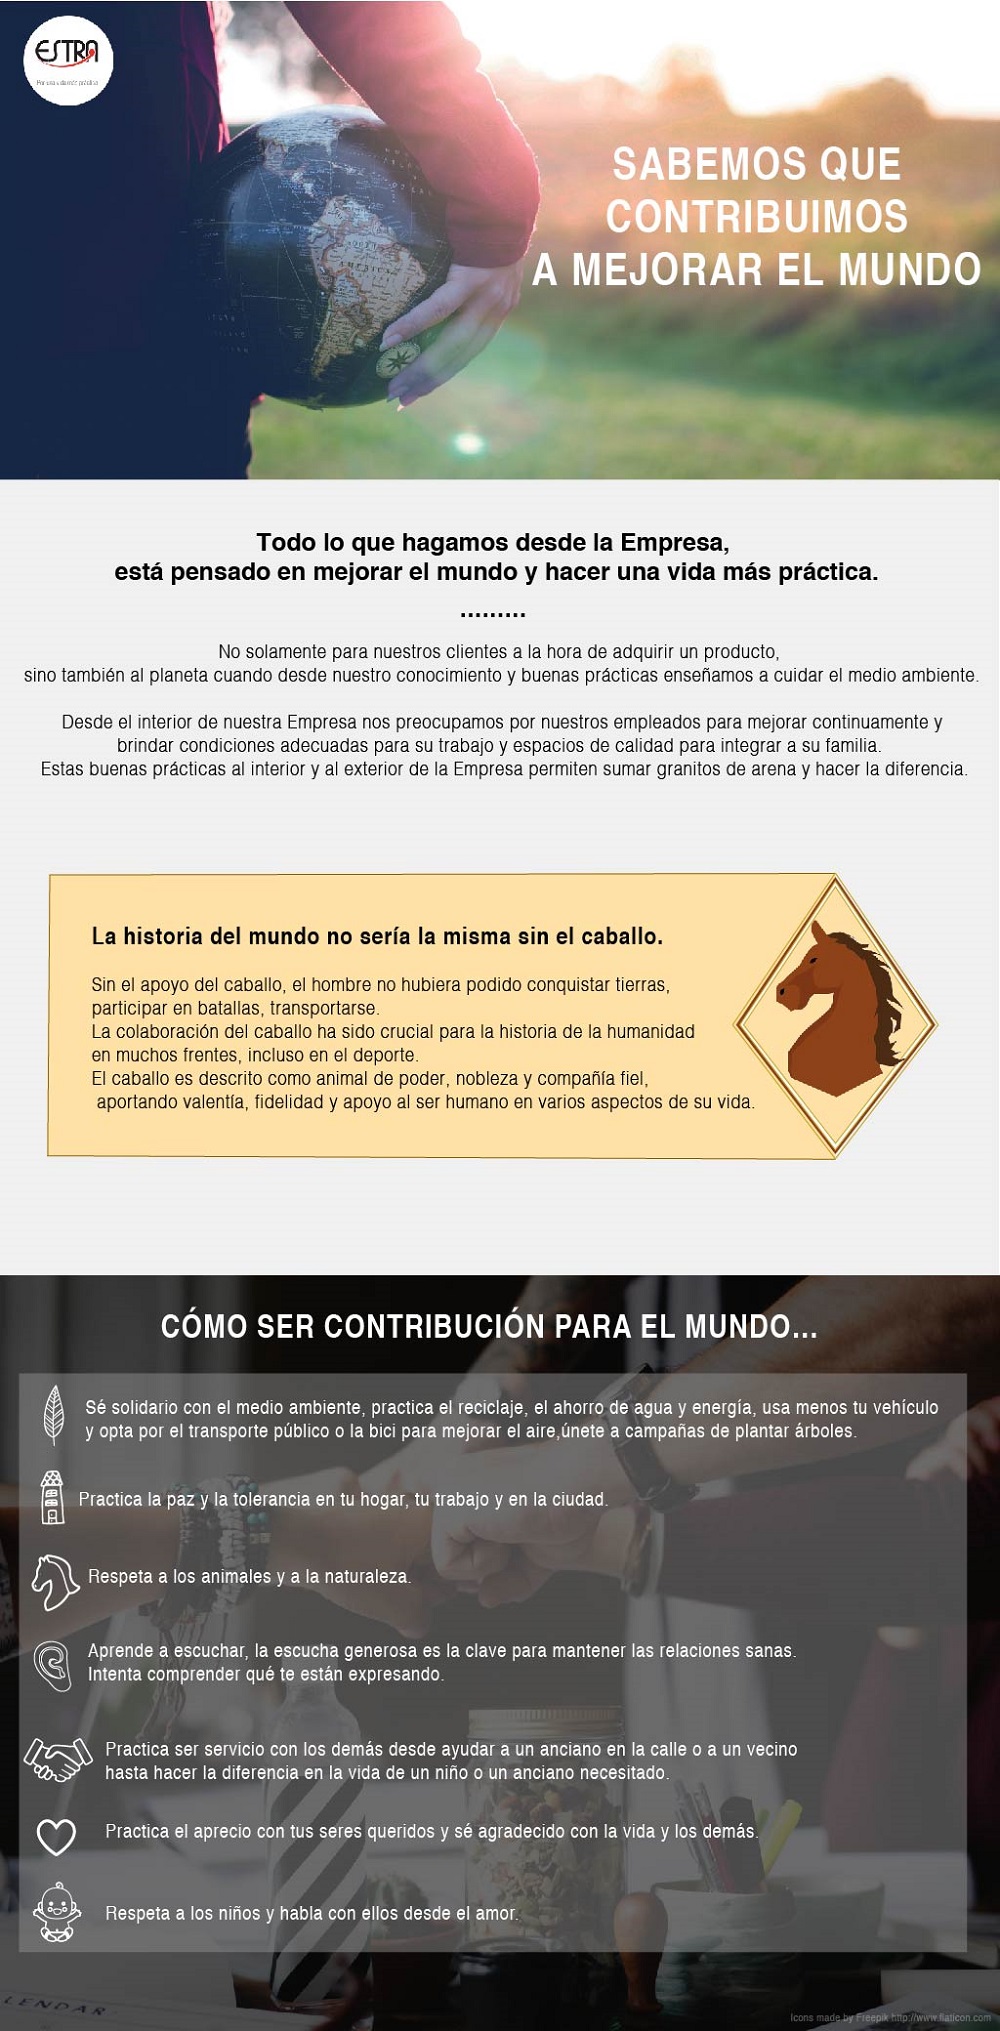 ESTRA
Por una vida más práctica
SABEMOS QUE
CONTRIBUIMOS
A MEJORAR EL MUNDO
AMERICA
Todo lo que hagamos desde la Empresa,
está pensado en mejorar el mundo y hacer una vida más práctica.
.........
No solamente para nuestros clientes a la hora de adquirir un producto,
sino también al planeta cuando desde nuestro conocimiento y buenas prácticas enseñamos a cuidar el medio ambiente.
Desde el interior de nuestra Empresa nos preocupamos por nuestros empleados para mejorar continuamente y
brindar condiciones adecuadas para su trabajo y espacios de calidad para integrar a su familia.
Estas buenas prácticas al interior y al exterior de la Empresa permiten sumar granitos de arena y hacer la diferencia.
La historia del mundo no sería la misma sin el caballo.
Sin el apoyo del caballo, el hombre no hubiera podido conquistar tierras,
participar en batallas, transportarse.
La colaboración del caballo ha sido crucial para la historia de la humanidad
en muchos frentes, incluso en el deporte.
El caballo es descrito como animal de poder, nobleza y compañía fiel,
aportando valentía, fidelidad y apoyo al ser humano en varios aspectos de su vida.
CÓMO SER CONTRIBUCIÓN PARA EL MUNDO...
Sé solidario con el medio ambiente, practica el reciclaje, el ahorro de agua y energía, usa menos tu vehículo
y opta por el transporte público o la bici para mejorar el aire,únete a campañas de plantar árboles.
Practica la paz y la tolerancia en tu hogar, tu trabajo y en la ciudad.
Respeta a los animales y a la naturaleza.
Aprende a escuchar, la escucha generosa es la clave para mantener las relaciones sanas.
Intenta comprender qué te están expresando.
Practica ser servicio con los demás desde ayudar a un anciano en la calle o a un vecino
hasta hacer la diferencia en la vida de un niño o un anciano necesitado.
Practica el aprecio con tus seres queridos y sé agradecido con la vida y los demás.
Respeta a los niños y habla con ellos desde el amor.
LENDAR
Icons made by Freepik http://www.flaticon.com